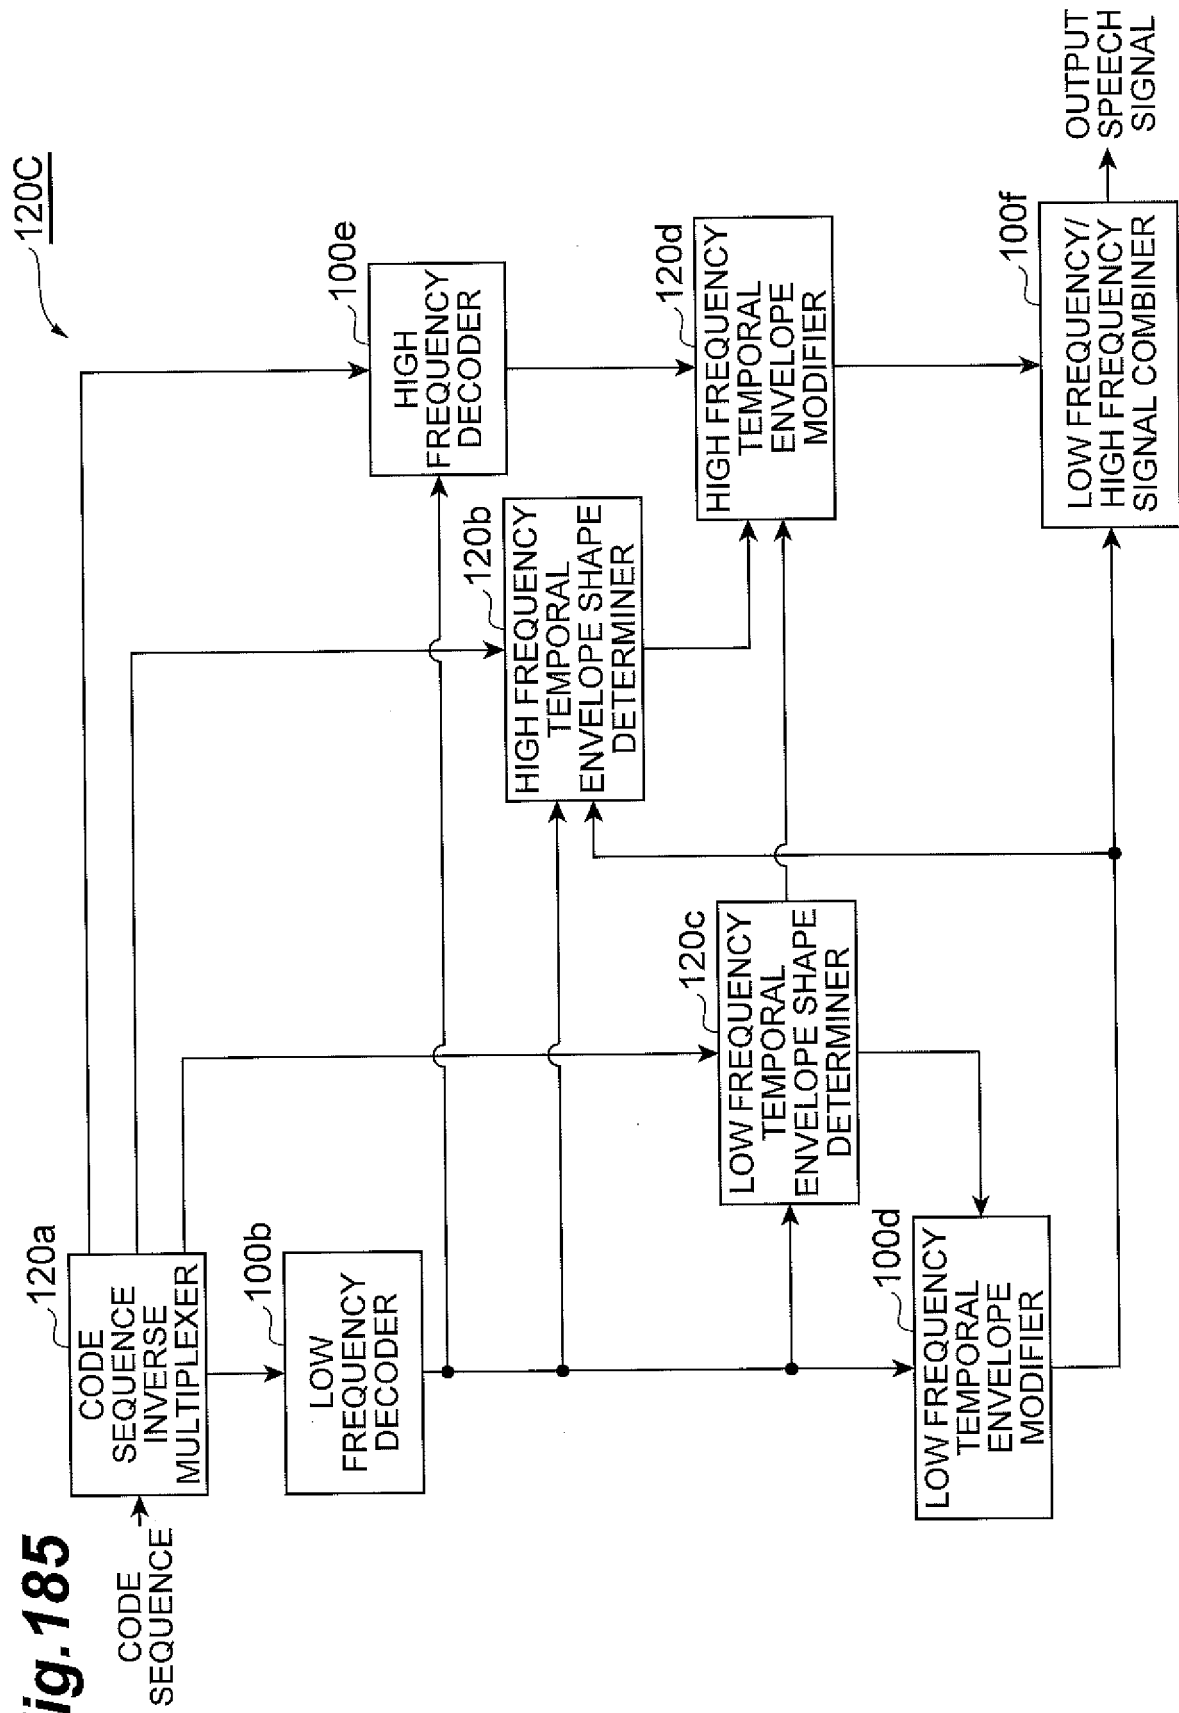 ig.185
120C
CODE
SEQUENCE
120a
CODE
SEQUENCE
INVERSE
MULTIPLEXER
100b
LOW
FREQUENCY
DECODER
100e
HIGH
FREQUENCY
DECODER
120b
HIGH FREQUENCY
TEMPORAL
ENVELOPE SHAPE
DETERMINER
120c
LOW FREQUENCY
TEMPORAL
ENVELOPE SHAPE
DETERMINER
120d
HIGH FREQUENCY
TEMPORAL
ENVELOPE
MODIFIER
100d
LOW FREQUENCY
TEMPORAL
ENVELOPE
MODIFIER
100f
LOW FREQUENCY/
HIGH FREQUENCY
SIGNAL COMBINER
OUTPUT
SPEECH
SIGNAL